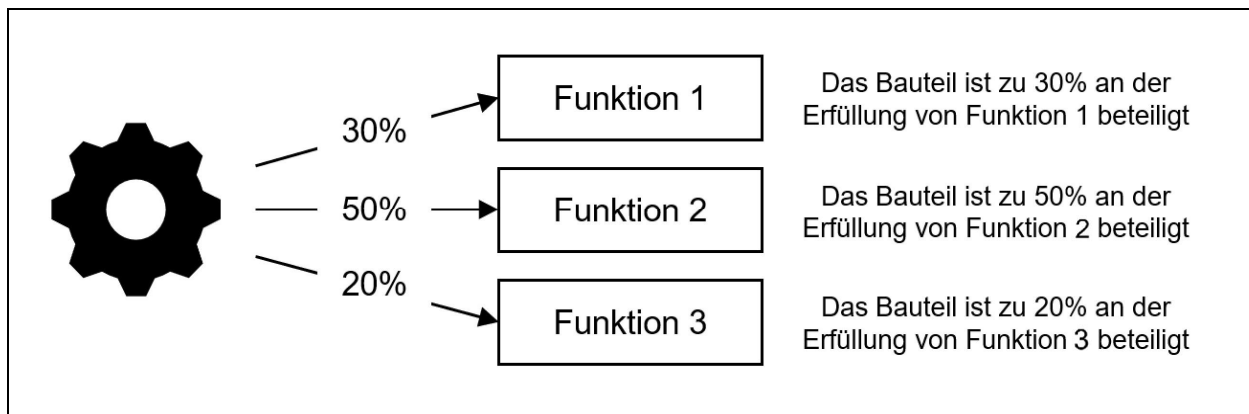 30%
Funktion 1
Das Bauteil ist zu 30% an der
Erfüllung von Funktion 1 beteiligt
50%
Funktion 2
Das Bauteil ist zu 50% an der
Erfüllung von Funktion 2 beteiligt
20%
Funktion 3
Das Bauteil ist zu 20% an der
Erfüllung von Funktion 3 beteiligt